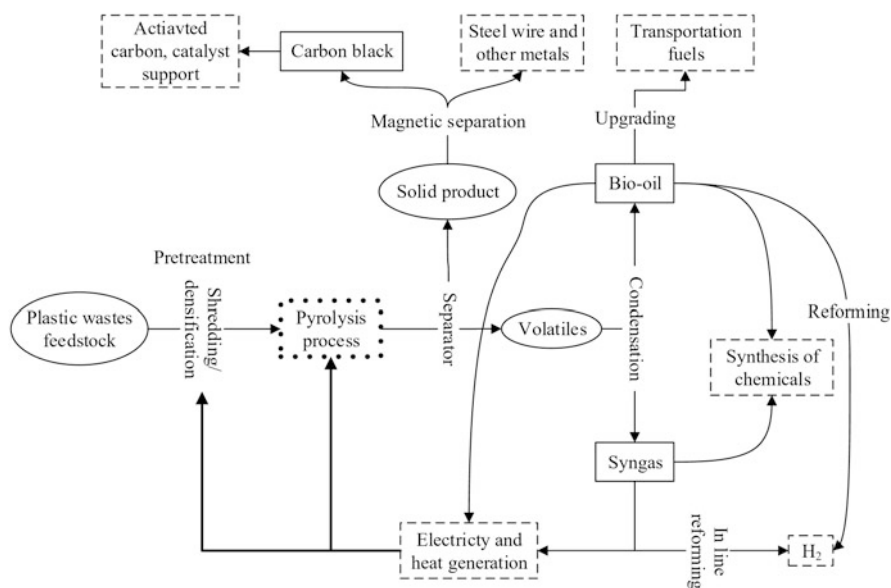 Actiavted
carbon, catalyst
support
Carbon black
Steel wire and
other metals
Transportation
fuels
Magnetic separation
Upgrading
Solid product
Bio-oil
Pretreatment
Shredding/
densification
Plastic wastes
feedstock
Pyrolysis
process
Separator
Volatiles
Condensation
Reforming
Synthesis of
chemicals
Syngas
Electricty and
heat generation
In line
reforming
H₂